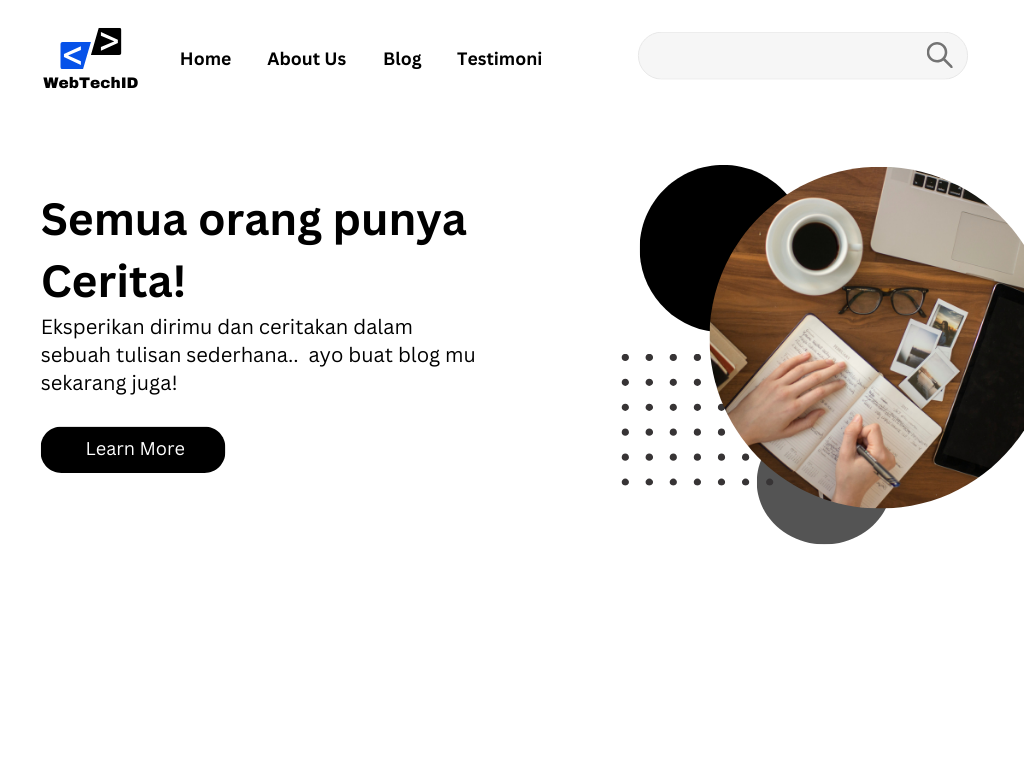 < >
WebTechID
Home About Us Blog Testimoni
Semua orang punya
Cerita!
Eksperikan dirimu dan ceritakan dalam
sebuah tulisan sederhana..  ayo buat blog mu
sekarang juga!
Learn More